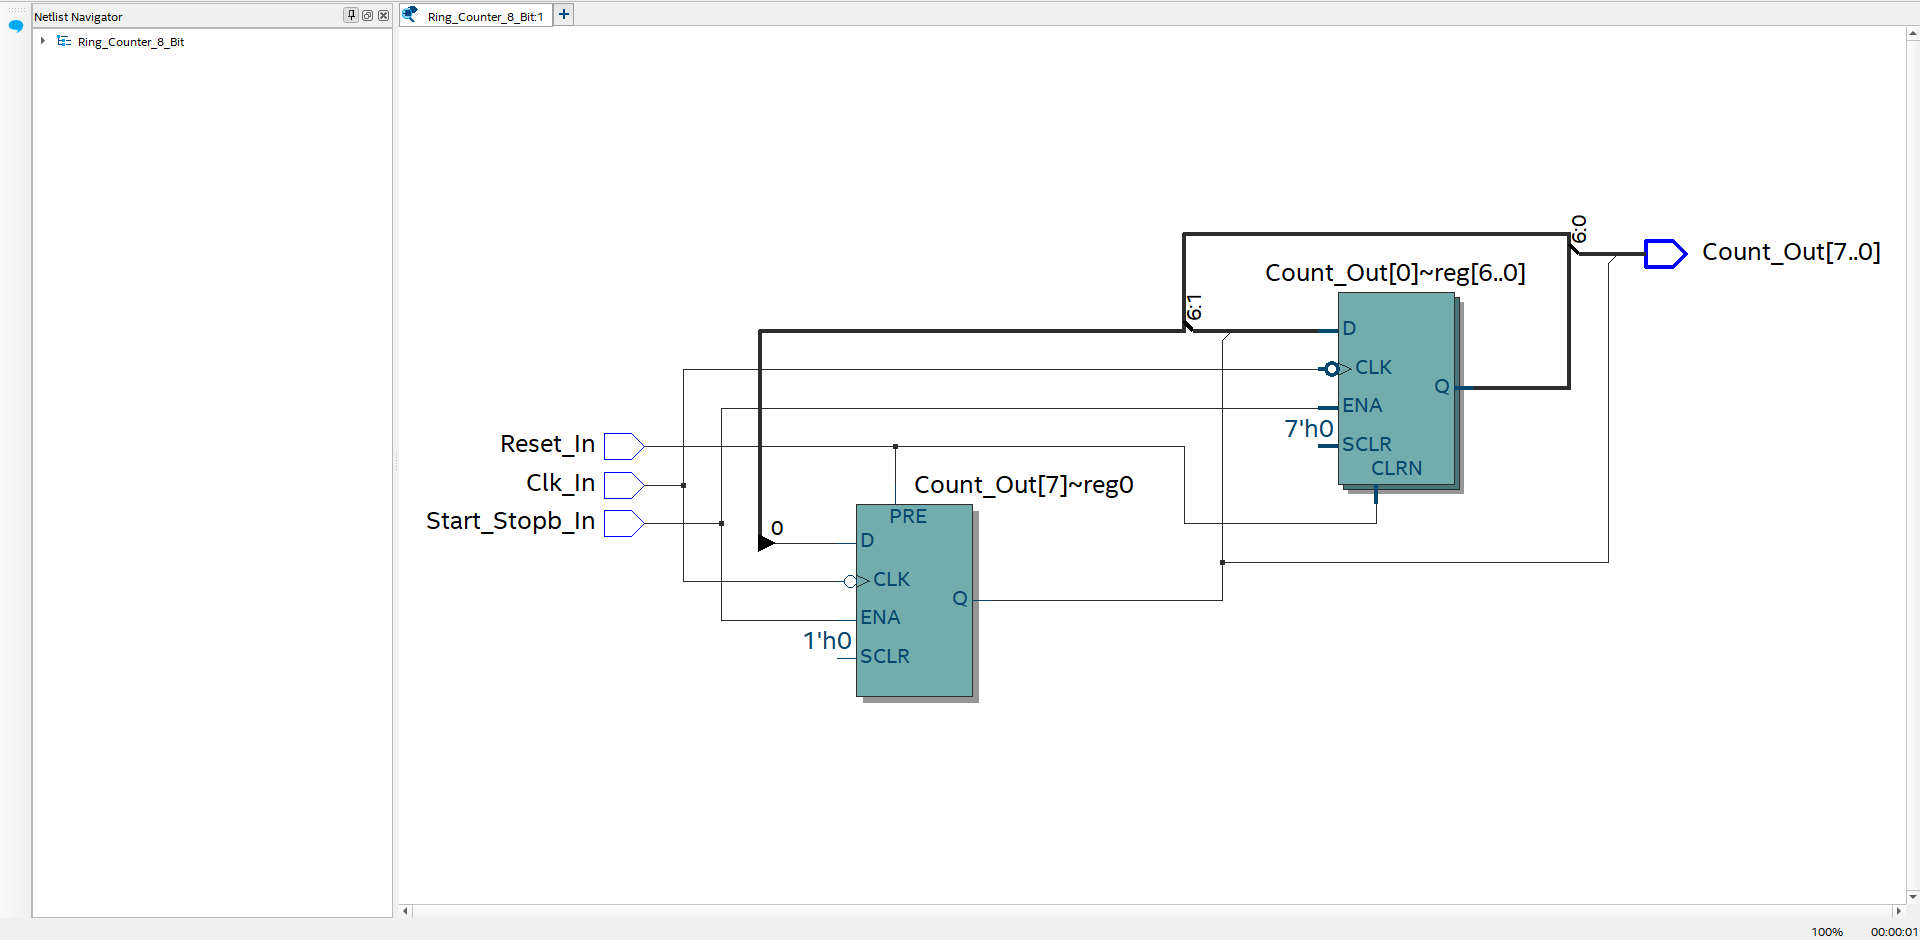 Netlist Navigator
Ring_Counter_8_Bit:1
Ring_Counter_8_Bit
6:0
Count_Out[7..0]
Count_Out[0]~reg[6..0]
6:1
D
CLK
Q
ENA
7'h0
SCLR
CLRN
Reset_In
Clk_In
Start_Stopb_In
Count_Out[7]~reg0
PRE
0
D
CLK
Q
ENA
1'h0
SCLR
100% 00:00:01